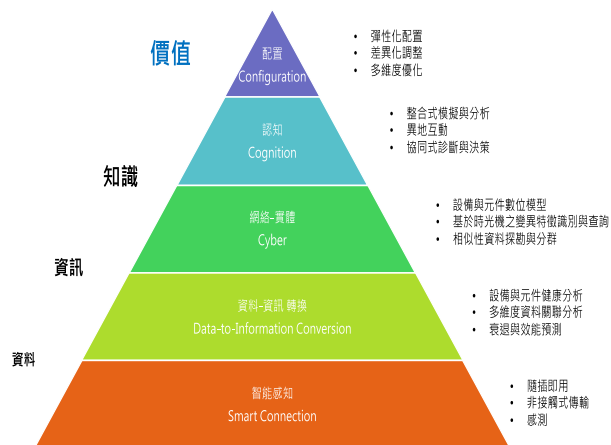 價值
配置
Configuration
• 彈性化配置
• 差異化調整
• 多維度優化
認知
Cognition
• 整合式模擬與分析
• 異地互動
• 協同式診斷與決策
知識
網絡-實體
Cyber
• 設備與元件數位模型
• 基於時光機之變異特徵識別與查詢
• 相似性資料探勘與分群
資訊
資料-資訊 轉換
Data-to-Information Conversion
• 設備與元件健康分析
• 多維度資料關聯分析
• 衰退與效能預測
資料
智能感知
Smart Connection
• 隨插即用
• 非接觸式傳輸
• 感測